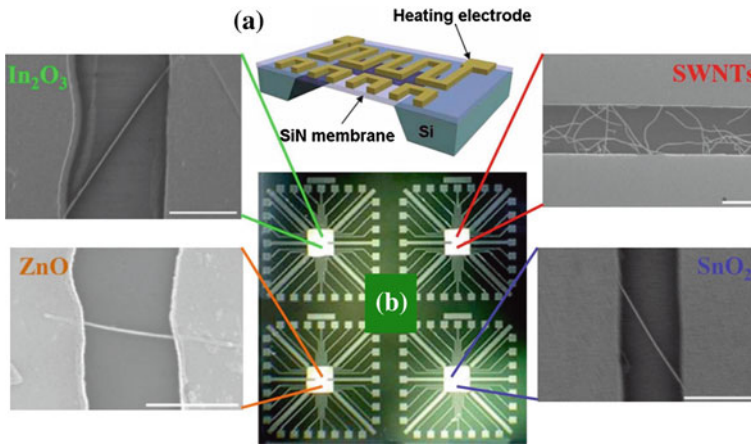 (a)
Heating electrode
In₂O₃
SWNTs
SiN membrane
Si
ZnO
(b)
SnO₂